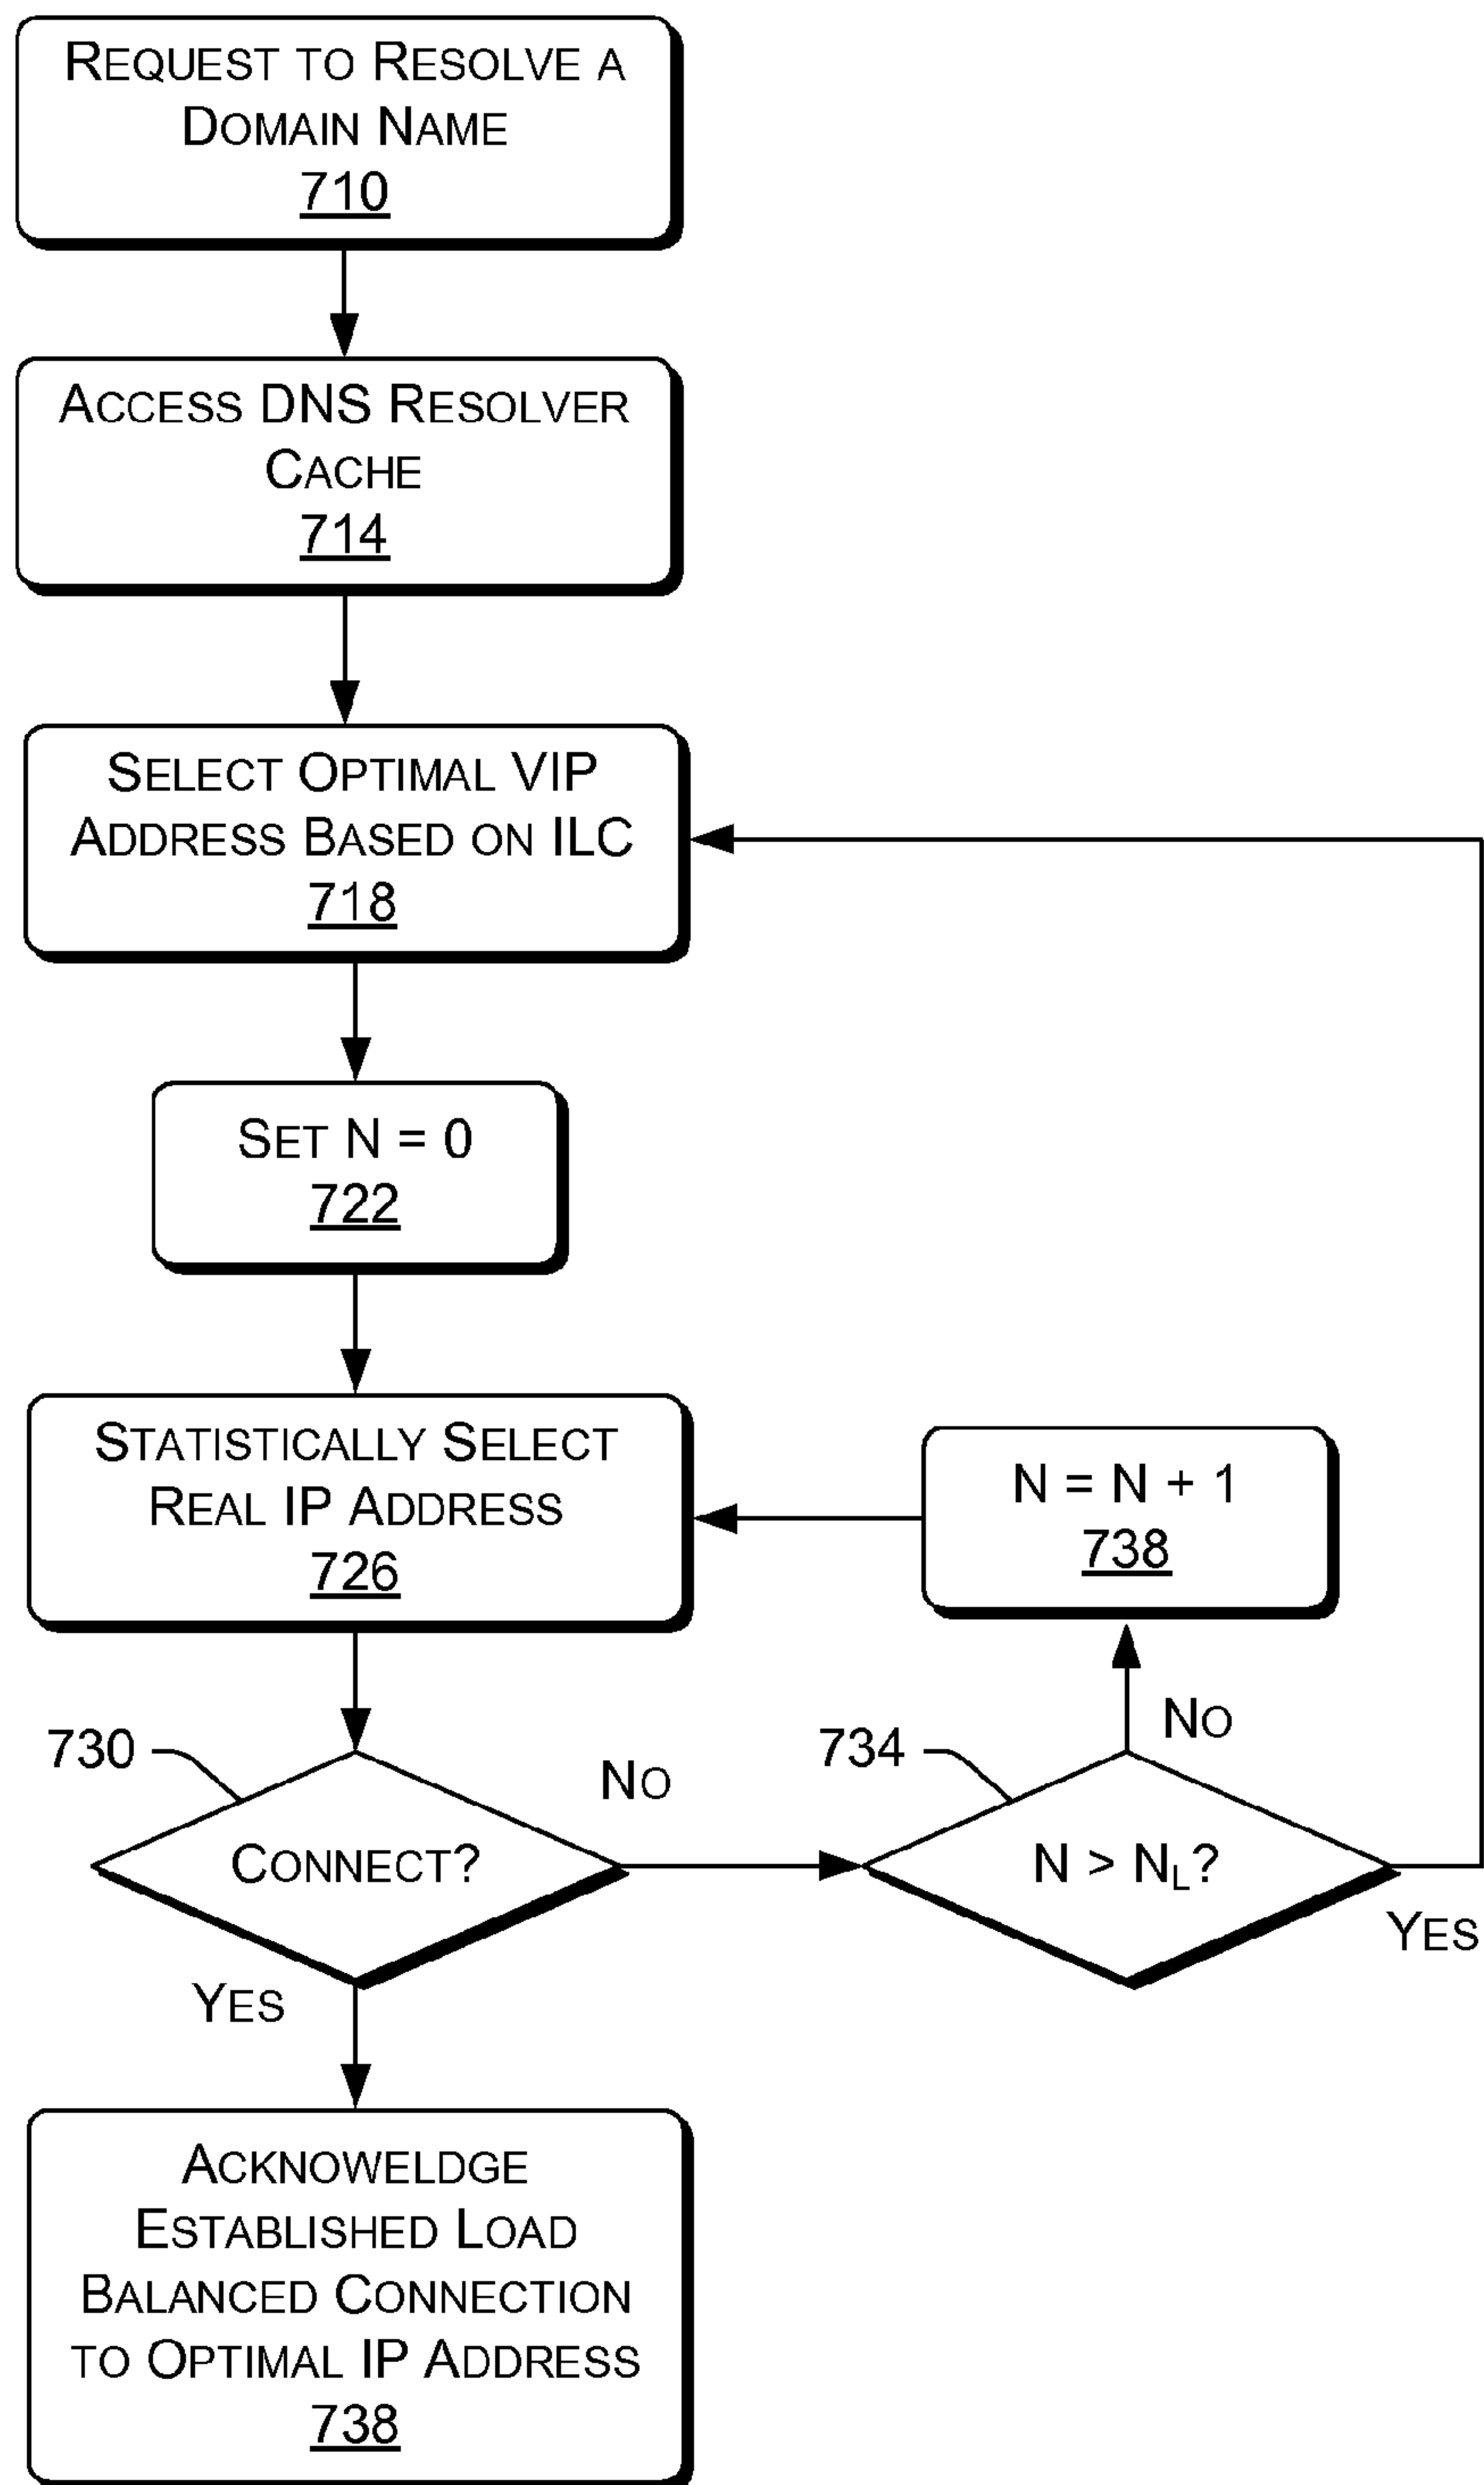 REQUEST TO RESOLVE A
DOMAIN NAME
710
ACCESS DNS RESOLVER
CACHE
714
SELECT OPTIMAL VIP
ADDRESS BASED ON ILC
718
SET N = 0
722
STATISTICALLY SELECT
REAL IP ADDRESS
726
N = N + 1
738
730
NO
734
NO
CONNECT?
N > NL?
YES
YES
ACKNOWELDGE
ESTABLISHED LOAD
BALANCED CONNECTION
TO OPTIMAL IP ADDRESS
738